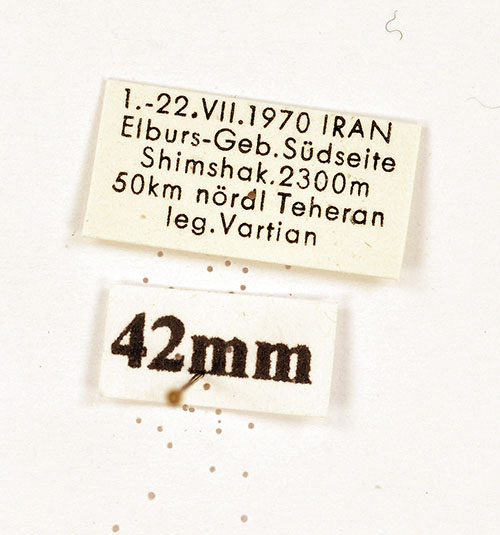 1.-22.VII.1970 IRAN
Elburs-Geb.Südseite
Shimshak.2300m
50km nördl Teheran
leg.Vartian
42mm